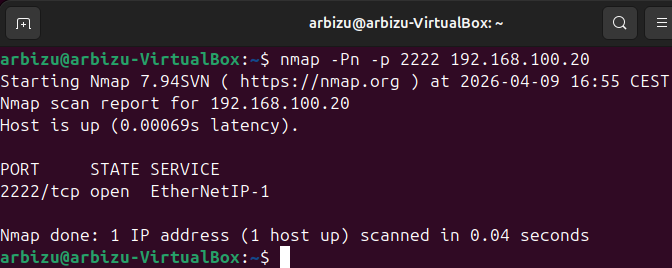 arbizu@arbizu-VirtualBox: ~
arbizu@arbizu-VirtualBox:~$ nmap -Pn -p 2222 192.168.100.20
Starting Nmap 7.94SVN ( https://nmap.org ) at 2026-04-09 16:55 CEST
Nmap scan report for 192.168.100.20
Host is up (0.00069s latency).
PORT     STATE SERVICE
2222/tcp open  EtherNetIP-1
Nmap done: 1 IP address (1 host up) scanned in 0.04 seconds
arbizu@arbizu-VirtualBox:~$